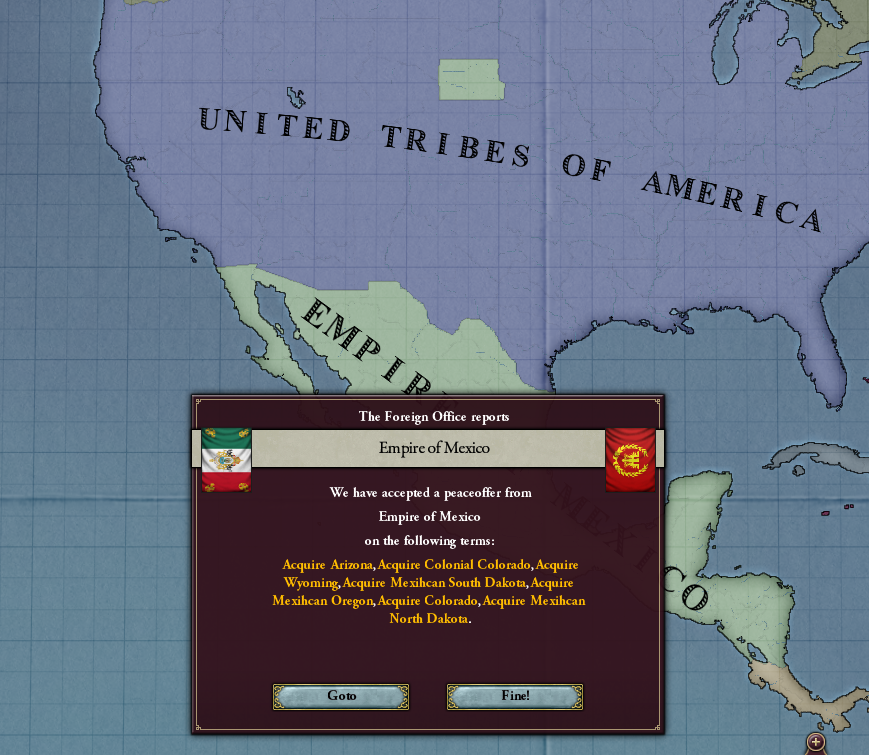 UNITED TRIBES OF AMERICA
EMPIRE
MEXICO
The Foreign Office reports
Empire of Mexico
We have accepted a peaceoffer from
Empire of Mexico
on the following terms:
Acquire Arizona, Acquire Colonial Colorado, Acquire
Wyoming, Acquire Mexihcan South Dakota, Acquire
Mexihcan Oregon, Acquire Colorado, Acquire Mexihcan
North Dakota.
Goto
Fine!